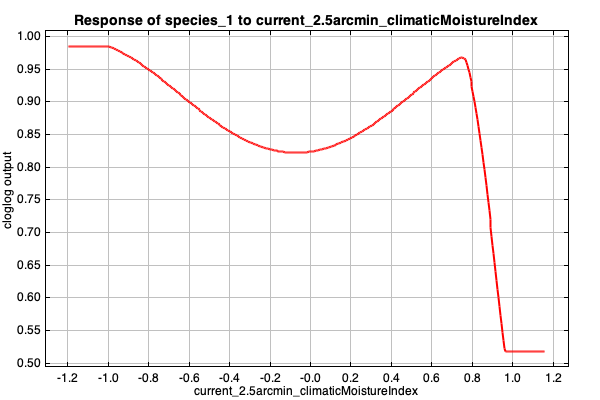 Response of species_1 to current_2.5arcmin_climaticMoistureIndex
1.00
0.95
0.90
0.85
0.80
0.75
0.70
0.65
0.60
0.55
0.50
cloglog output
-1.2 -1.0 -0.8 -0.6 -0.4 -0.2 -0.0 0.2 0.4 0.6 0.8 1.0 1.2
current_2.5arcmin_climaticMoistureIndex